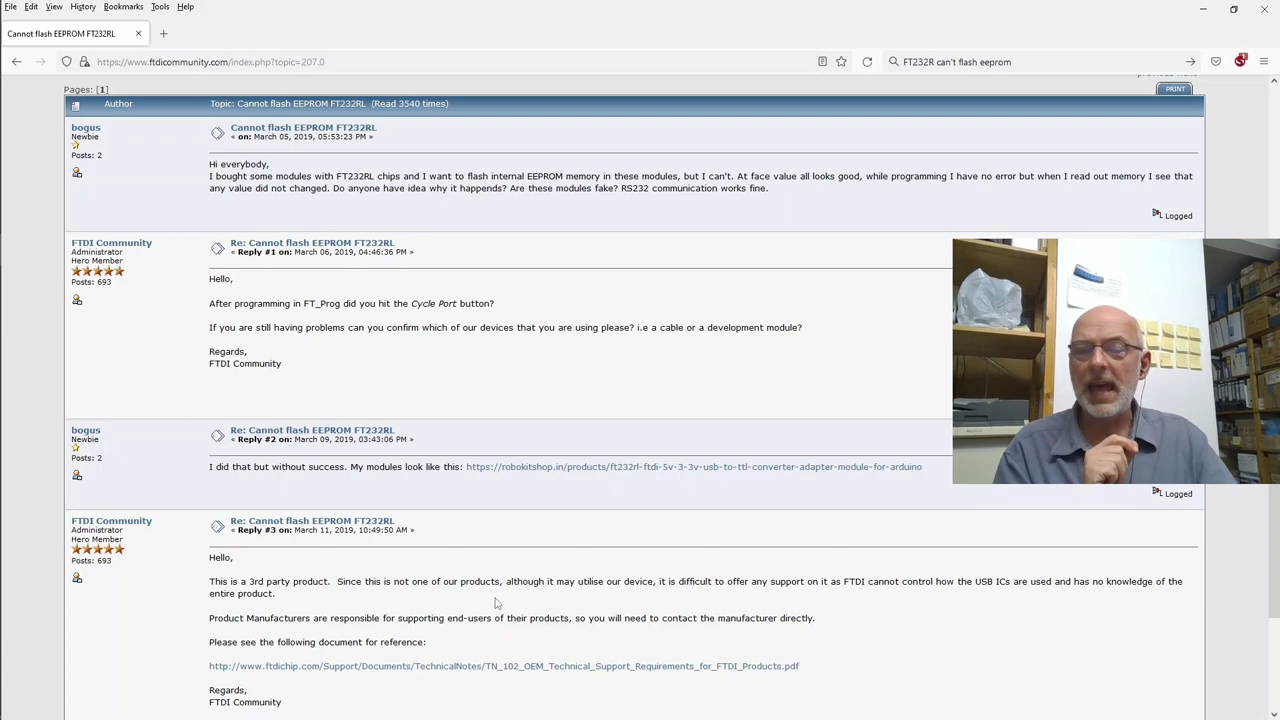 File Edit View History Bookmarks Tools Help
Cannot flash EEPROM FT232RL
https://www.ftdicommunity.com/index.php?topic=207.0
FT232R can't flash eeprom
Pages: [1]
PRINT
Author Topic: Cannot flash EEPROM FT232RL (Read 3540 times)
bogus
Newbie
Posts: 2
Cannot flash EEPROM FT232RL
« on: March 05, 2019, 05:53:23 PM »
Hi everybody,
I bought some modules with FT232RL chips and I want to flash internal EEPROM memory in these modules, but I can't. At face value all looks good, while programming I have no error but when I read out memory I see that
any value did not changed. Do anyone have idea why it happens? Are these modules fake? RS232 communication works fine.
Logged
FTDI Community
Administrator
Hero Member
Posts: 693
Re: Cannot flash EEPROM FT232RL
« Reply #1 on: March 06, 2019, 04:46:36 PM »
Hello,
After programming in FT_Prog did you hit the Cycle Port button?
If you are still having problems can you confirm which of our devices that you are using please? i.e a cable or a development module?
Regards,
FTDI Community
bogus
Newbie
Posts: 2
Re: Cannot flash EEPROM FT232RL
« Reply #2 on: March 09, 2019, 03:43:06 PM »
I did that but without success. My modules look like this: https://robokitshop.in/products/ft232rl-ftdi-5v-3-3v-usb-to-ttl-converter-adapter-module-for-arduino
Logged
FTDI Community
Administrator
Hero Member
Posts: 693
Re: Cannot flash EEPROM FT232RL
« Reply #3 on: March 11, 2019, 10:49:50 AM »
Hello,
This is a 3rd party product. Since this is not one of our products, although it may utilise our device, it is difficult to offer any support on it as FTDI cannot control how the USB ICs are used and has no knowledge of the
entire product.
Product Manufacturers are responsible for supporting end-users of their products, so you will need to contact the manufacturer directly.
Please see the following document for reference:
http://www.ftdichip.com/Support/Documents/TechnicalNotes/TN_102_OEM_Technical_Support_Requirements_for_FTDI_Products.pdf
Regards,
FTDI Community